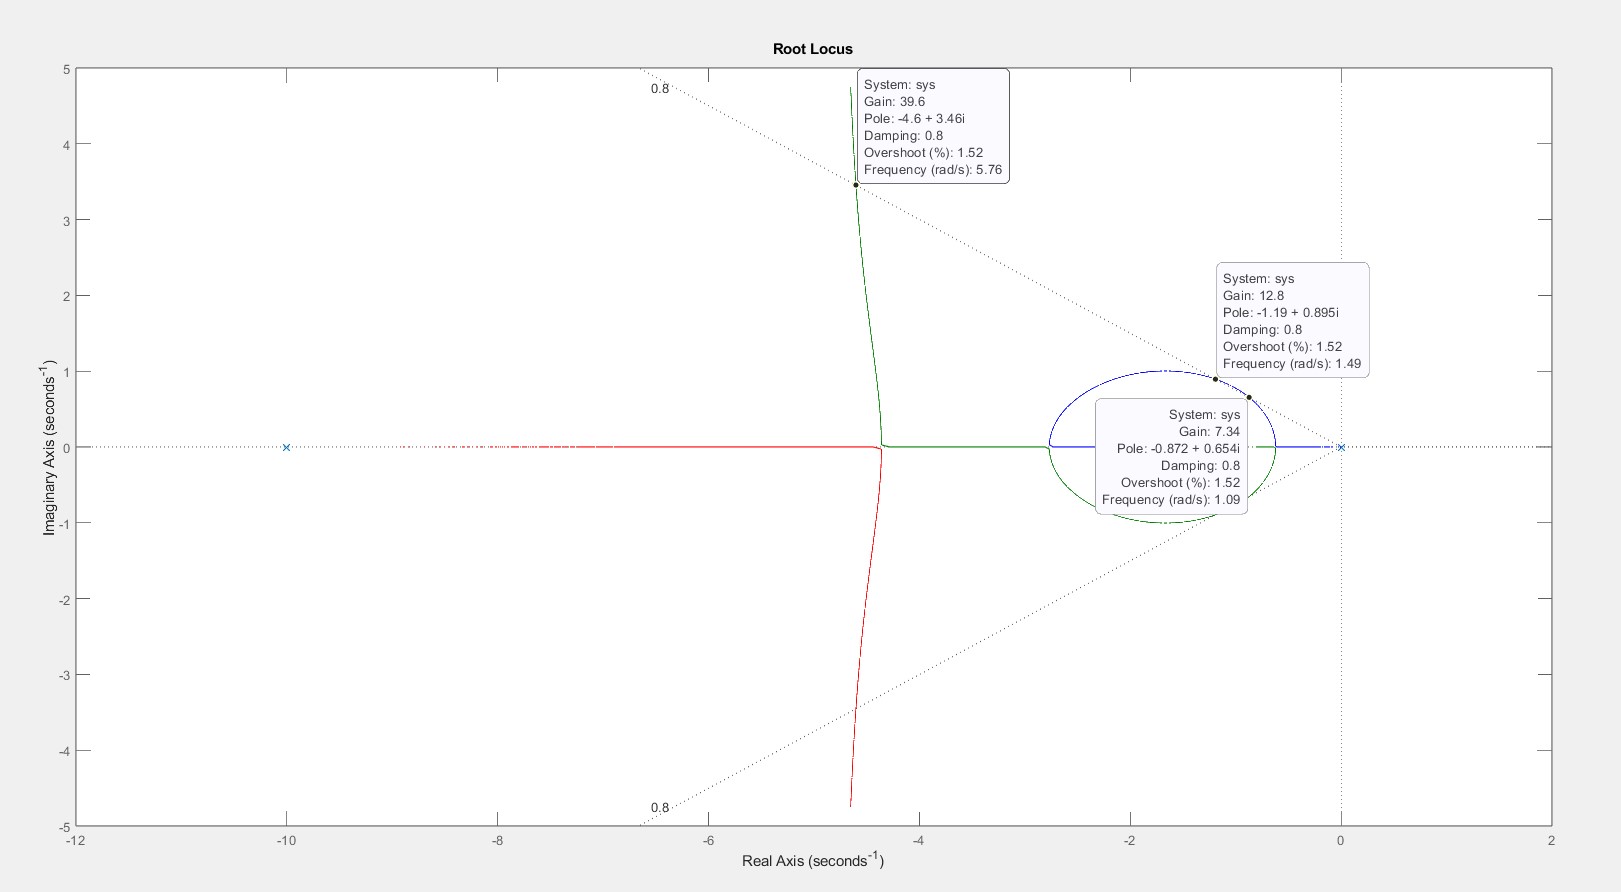 Root Locus
5
0.8
System: sys
Gain: 39.6
Pole: -4.6 + 3.46i
Damping: 0.8
Overshoot (%): 1.52
Frequency (rad/s): 5.76
4
3
System: sys
Gain: 12.8
Pole: -1.19 + 0.895i
Damping: 0.8
Overshoot (%): 1.52
Frequency (rad/s): 1.49
2
1
System: sys
Gain: 7.34
Pole: -0.872 + 0.654i
Damping: 0.8
Overshoot (%): 1.52
Frequency (rad/s): 1.09
0
Imaginary Axis (seconds-1)
-1
-2
-3
-4
0.8
-5
-12 -10 -8 -6 -4 -2 0 2
Real Axis (seconds-1)